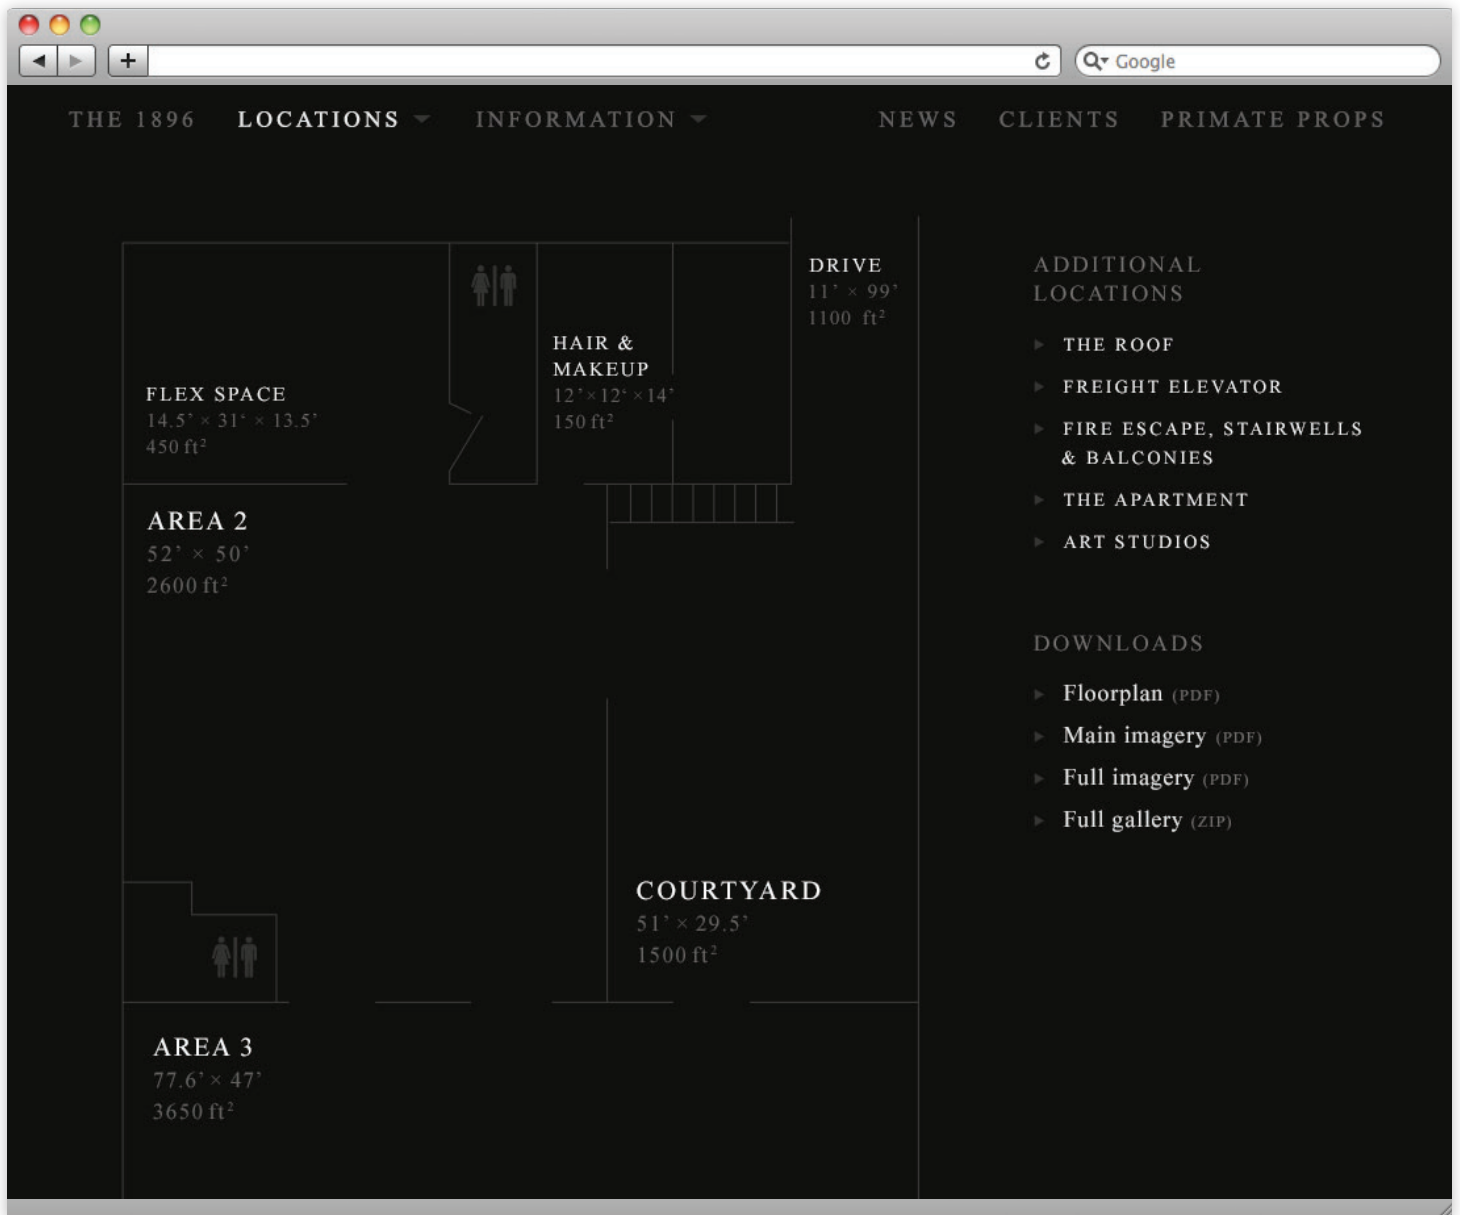 Google
THE 1896 LOCATIONS INFORMATION NEWS CLIENTS PRIMATE PROPS
DRIVE
11’ × 99’
1100 ft²
HAIR &
MAKEUP
12’×12‘ ×14’
150 ft²
FLEX SPACE
14.5’ × 31‘ × 13.5’
450 ft²
AREA 2
52’ × 50’
2600 ft²
COURTYARD
51’ × 29.5’
1500 ft²
AREA 3
77.6’ × 47’
3650 ft²
ADDITIONAL
LOCATIONS
THE ROOF
FREIGHT ELEVATOR
FIRE ESCAPE, STAIRWELLS
& BALCONIES
THE APARTMENT
ART STUDIOS
DOWNLOADS
Floorplan (PDF)
Main imagery (PDF)
Full imagery (PDF)
Full gallery (ZIP)